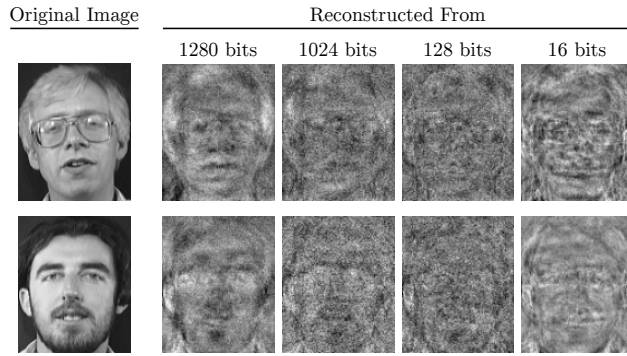 Original Image
Reconstructed From
1280 bits
1024 bits
128 bits
16 bits